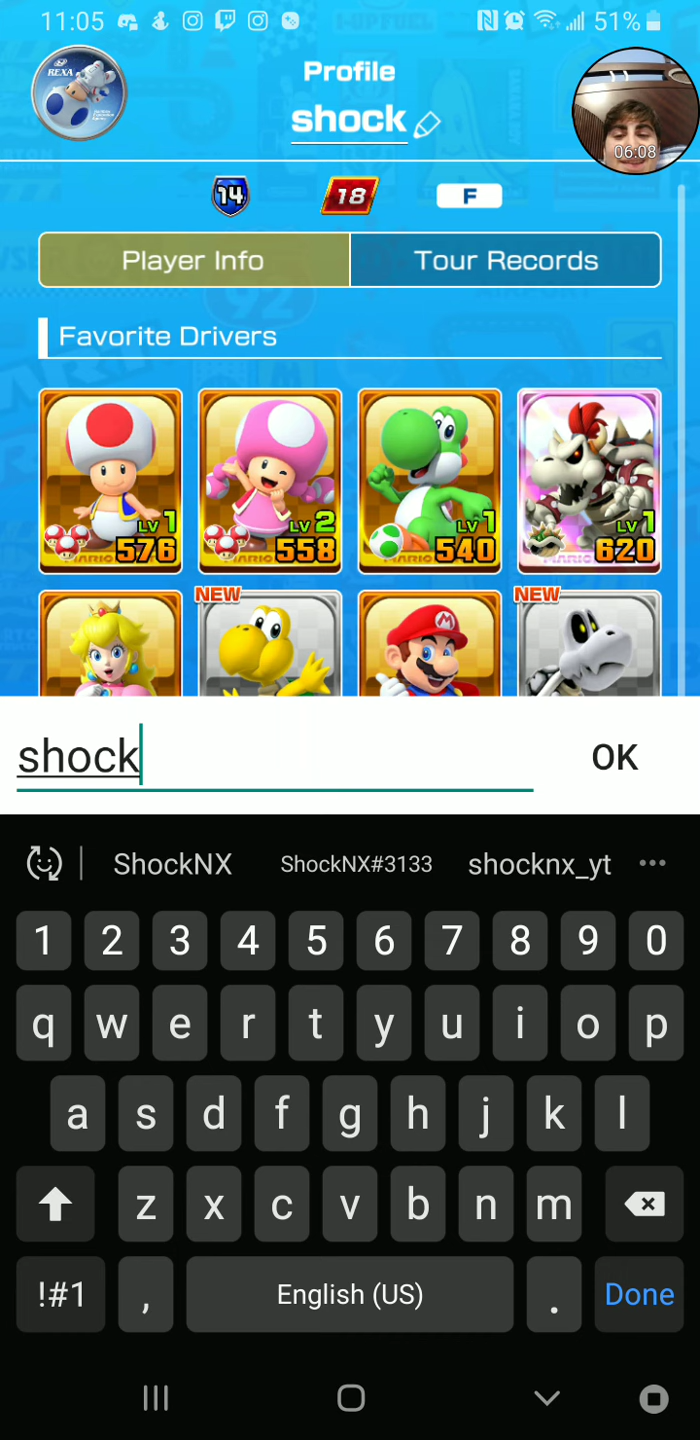 11:05 51%
REXA
Profile
shock
06:08
14 18 F
Player Info Tour Records
Favorite Drivers
LV 1 LV 2 LV 1 LV 1
576 558 540 620
NEW NEW
shock OK
ShockNX ShockNX#3133 shocknx_yt ...
1 2 3 4 5 6 7 8 9 0
q w e r t y u i o p
a s d f g h j k l
z x c v b n m
!#1 , English (US) . Done